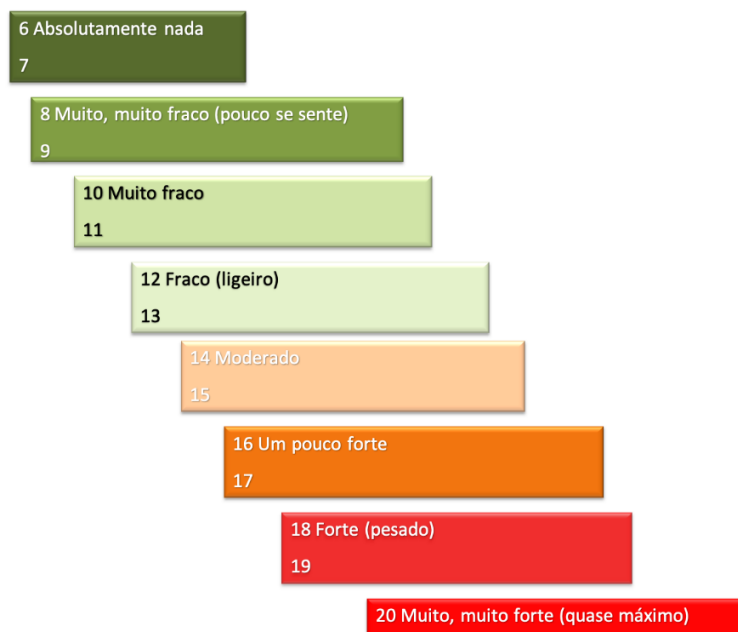 6 Absolutamente nada
7
8 Muito, muito fraco (pouco se sente)
9
10 Muito fraco
11
12 Fraco (ligeiro)
13
14 Moderado
15
16 Um pouco forte
17
18 Forte (pesado)
19
20 Muito, muito forte (quase máximo)